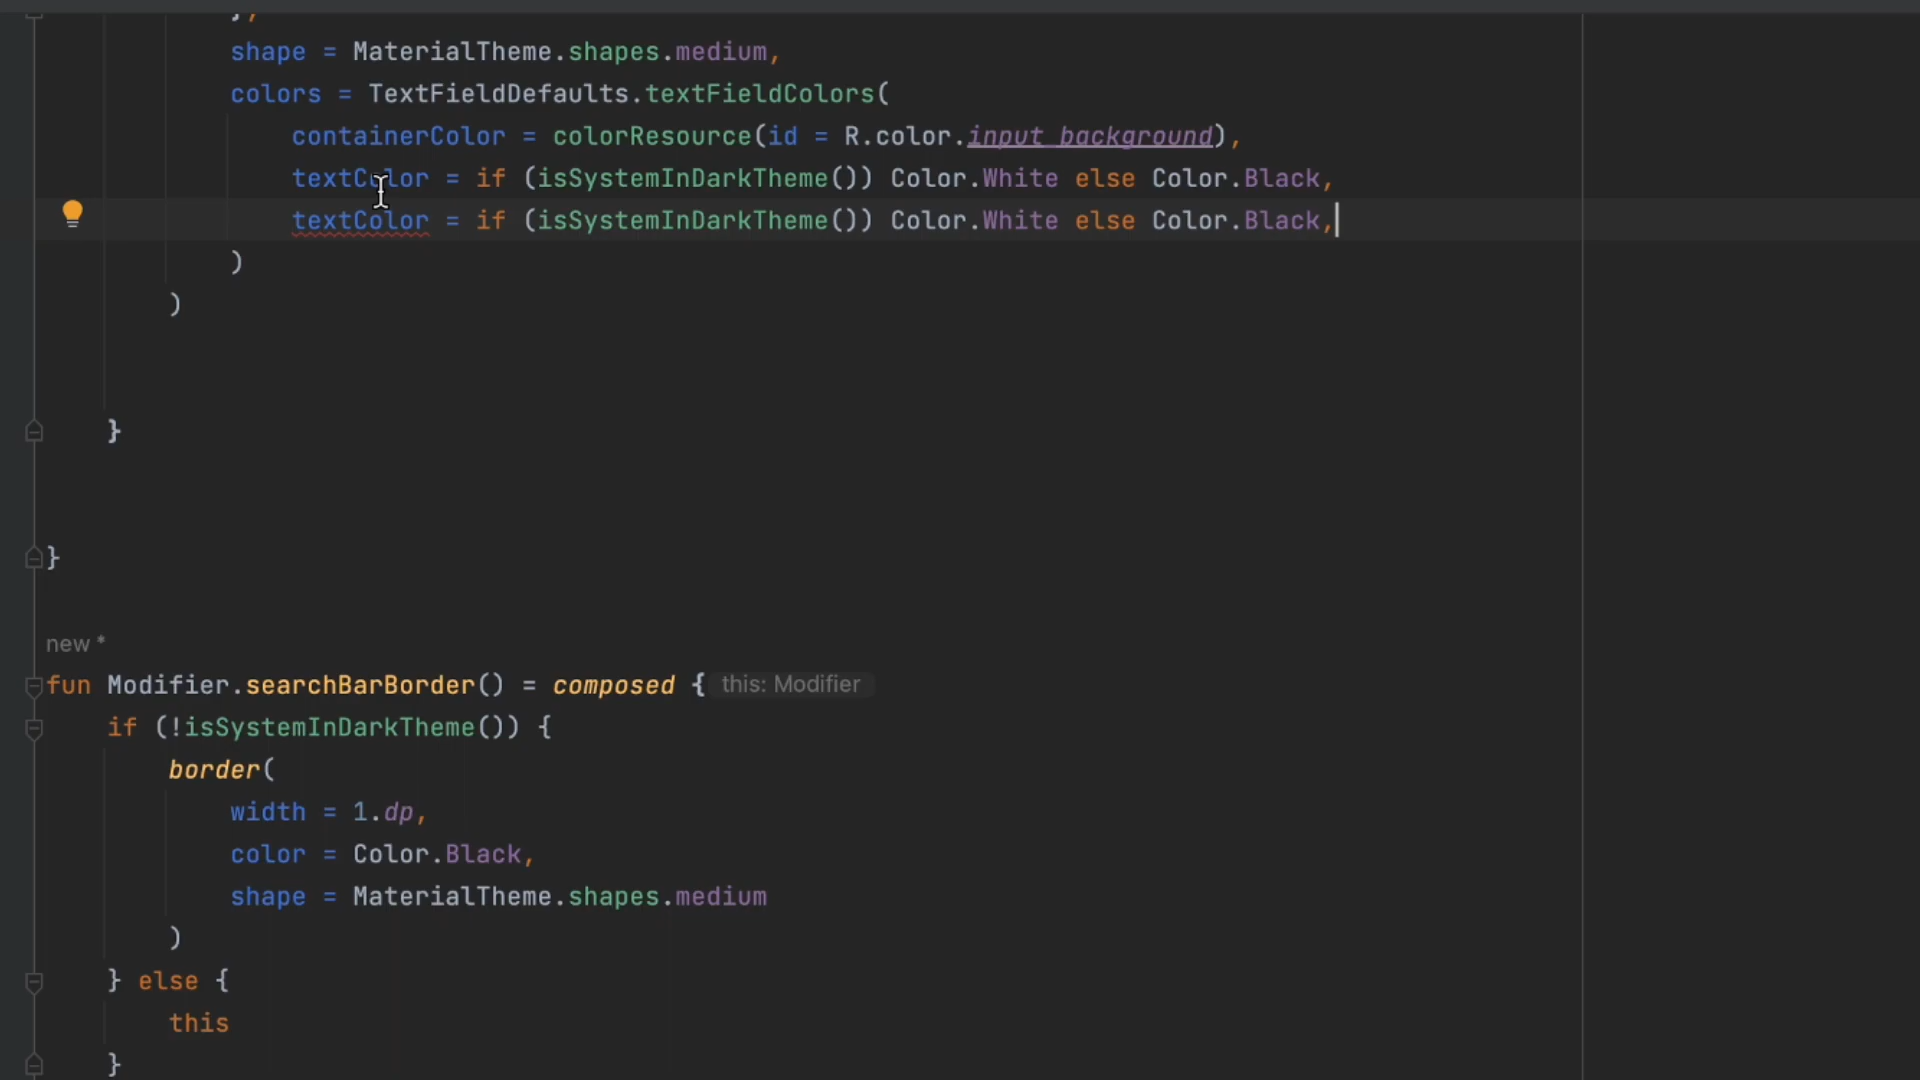 },
shape = MaterialTheme.shapes.medium,
colors = TextFieldDefaults.textFieldColors(
containerColor = colorResource(id = R.color.input_background),
textColor = if (isSystemInDarkTheme()) Color.White else Color.Black,
textColor = if (isSystemInDarkTheme()) Color.White else Color.Black,
)
)
}
}
new *
fun Modifier.searchBarBorder() = composed { this: Modifier
if (!isSystemInDarkTheme()) {
border(
width = 1.dp,
color = Color.Black,
shape = MaterialTheme.shapes.medium
)
} else {
this
}